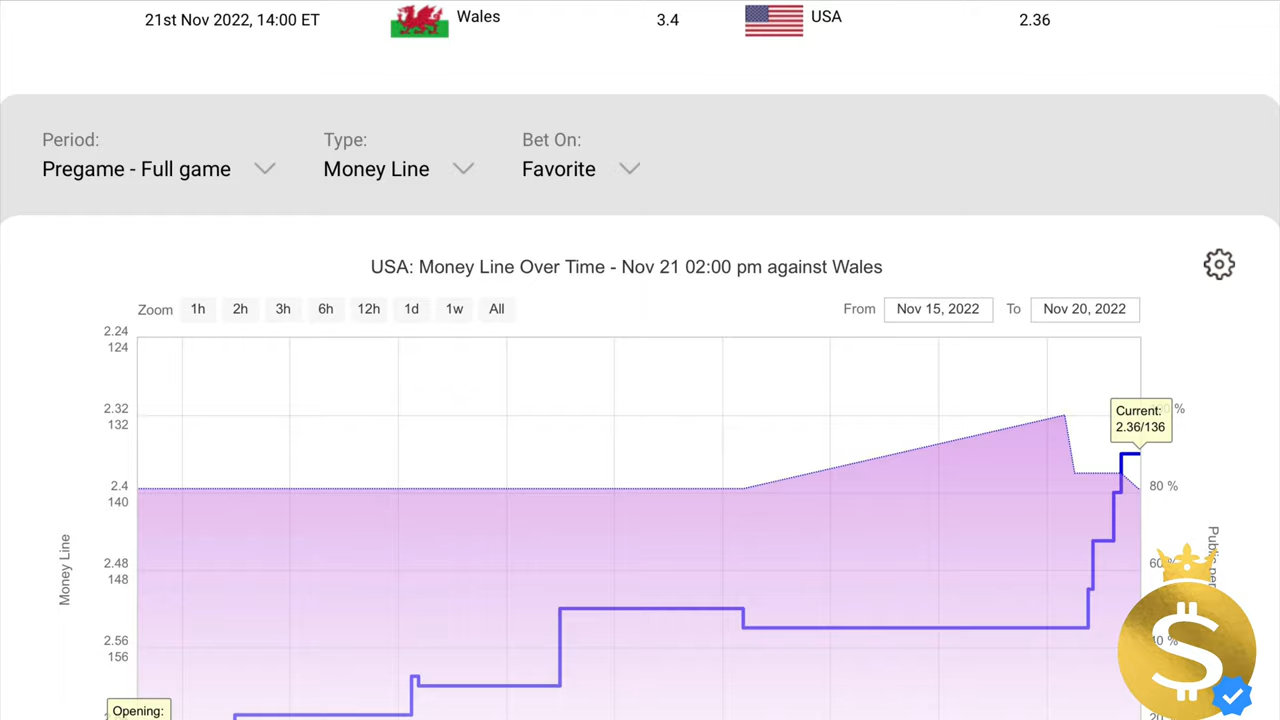 21st Nov 2022, 14:00 ET Wales 3.4 USA 2.36
Period: Type: Bet On:
Pregame - Full game Money Line Favorite
USA: Money Line Over Time - Nov 21 02:00 pm against Wales
Zoom 1h 2h 3h 6h 12h 1d 1w All From Nov 15, 2022 To Nov 20, 2022
2.24
124
2.32
132
2.4
140
2.48
148
2.56
156
Money Line
Current:
2.36/136
%
80 %
60
40 %
20
Opening:
$